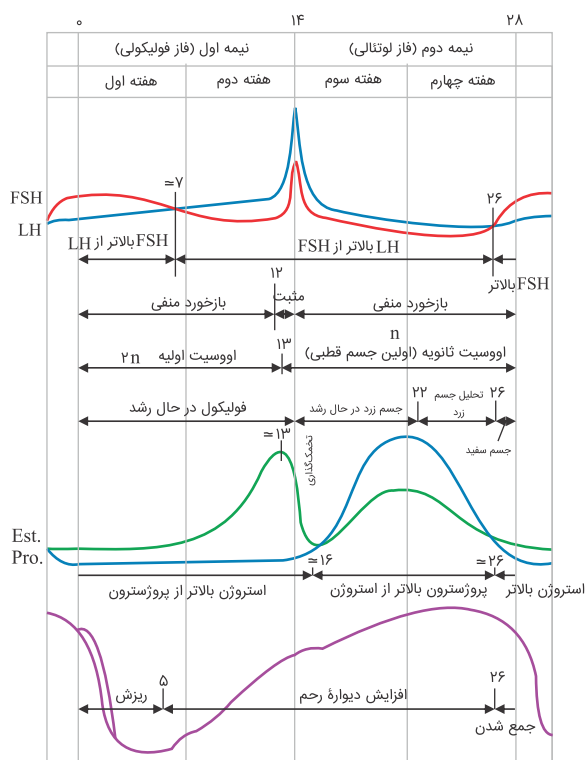 ۰ ۱۴ ۲۸
نیمه اول (فاز فولیکولی) نیمه دوم (فاز لوتئالی)
هفته اول هفته دوم هفته سوم هفته چهارم
≃۷
۲۶
FSH
LH
FSH بالاتر از LH
LH بالاتر از FSH
FSH بالاتر
۱۲
مثبت
بازخورد منفی
بازخورد منفی
۱۳
n
اووسیت اولیه ۲n
اووسیت ثانویه (اولین جسم قطبی)
۲۲
تحلیل جسم زرد
۲۶
فولیکول در حال رشد
جسم زرد در حال رشد
جسم سفید
≃۱۳
تخمک‌گذاری
Est.
Pro.
≃۱۶
≃۲۶
استروژن بالاتر از پروژسترون
پروژسترون بالاتر از استروژن
استروژن بالاتر
۵
۲۶
ریزش
افزایش دیوارهٔ رحم
جمع شدن